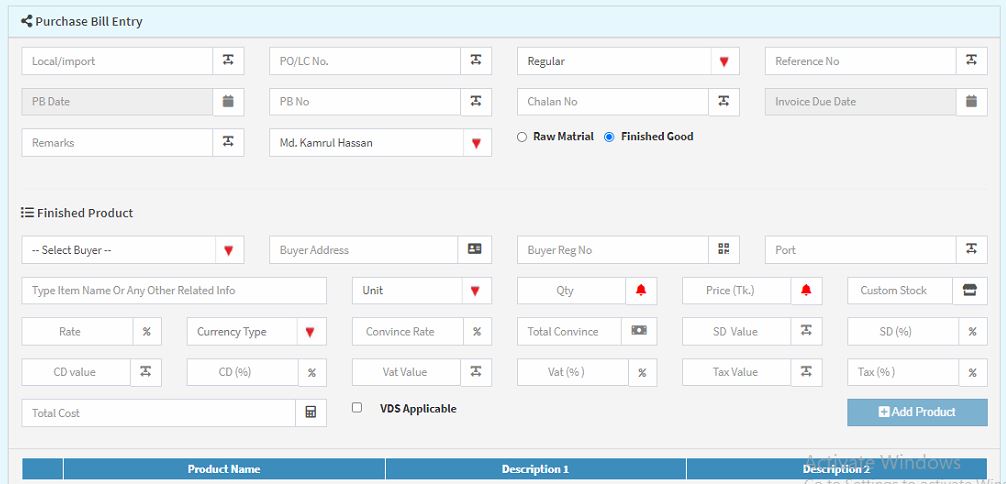 Purchase Bill Entry
Local/import PO/LC No. Regular Reference No
PB Date PB No Chalan No Invoice Due Date
Remarks Md. Kamrul Hassan Raw Matrial Finished Good
Finished Product
-- Select Buyer -- Buyer Address Buyer Reg No Port
Type Item Name Or Any Other Related Info Unit Qty Price (Tk.) Custom Stock
Rate % Currency Type Convince Rate % Total Convince SD Value SD (%) %
CD value CD (%) % Vat Value Vat (% ) % Tax Value Tax (% ) %
Total Cost VDS Applicable Add Product
Product Name Description 1 Description 2
Activate Windows
Go to Settings to activate Win